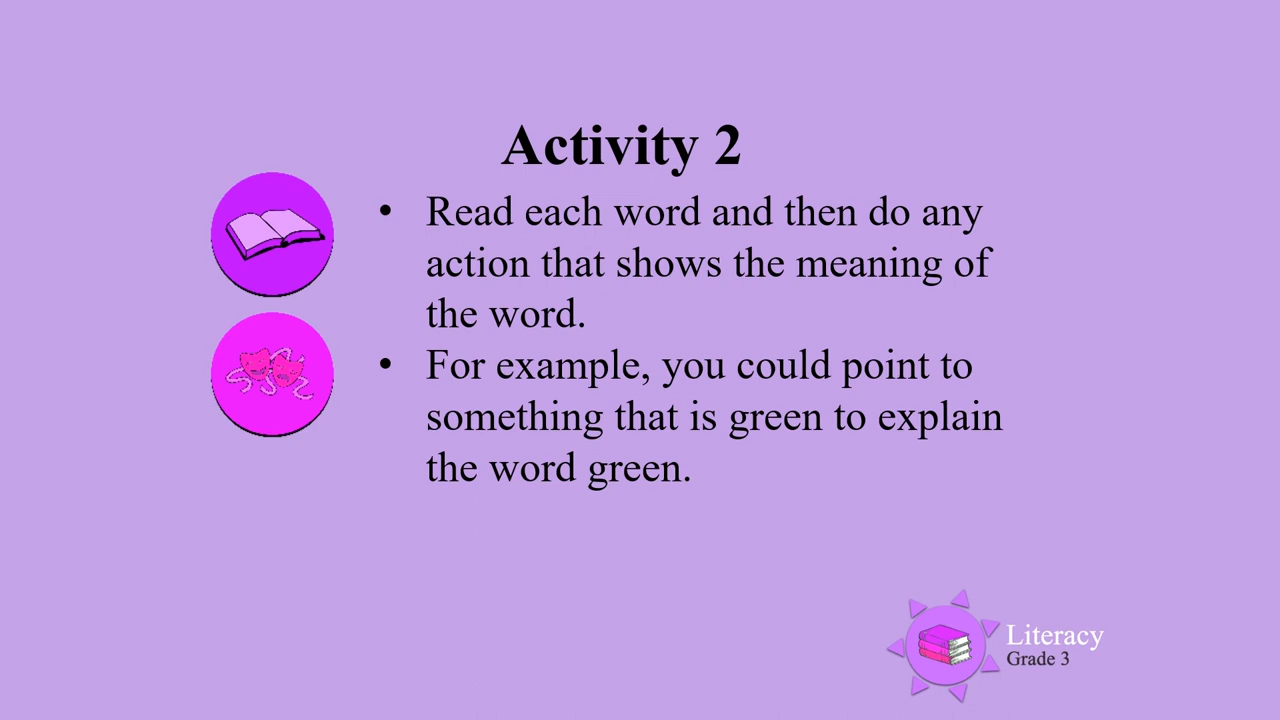 Activity 2
• Read each word and then do any
action that shows the meaning of
the word.
• For example, you could point to
something that is green to explain
the word green.
Literacy
Grade 3